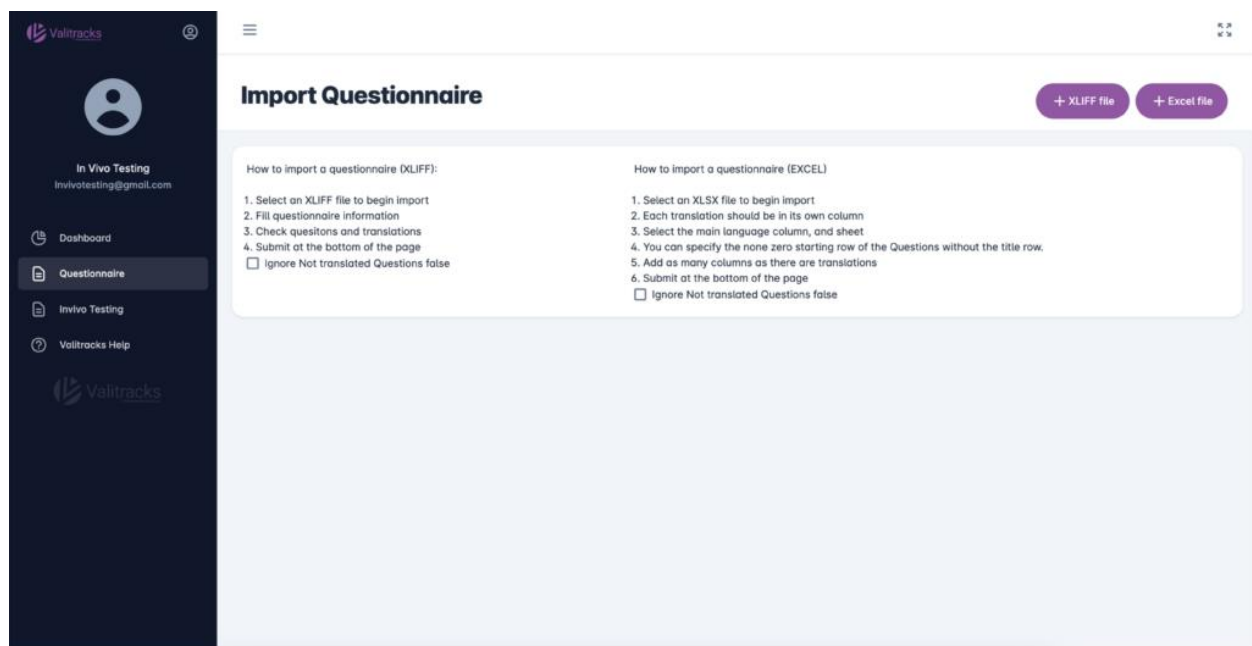 Valitracks
Import Questionnaire
+ XLIFF file
+ Excel file
In Vivo Testing
Invivotesting@gmail.com
Dashboard
Questionnaire
Invivo Testing
Valitracks Help
Valitracks
How to import a questionnaire (XLIFF):
1. Select an XLIFF file to begin import
2. Fill questionnaire information
3. Check quesitons and translations
4. Submit at the bottom of the page
Ignore Not translated Questions false
How to import a questionnaire (EXCEL)
1. Select an XLSX file to begin import
2. Each translation should be in its own column
3. Select the main language column, and sheet
4. You can specify the none zero starting row of the Questions without the title row.
5. Add as many columns as there are translations
6. Submit at the bottom of the page
Ignore Not translated Questions false